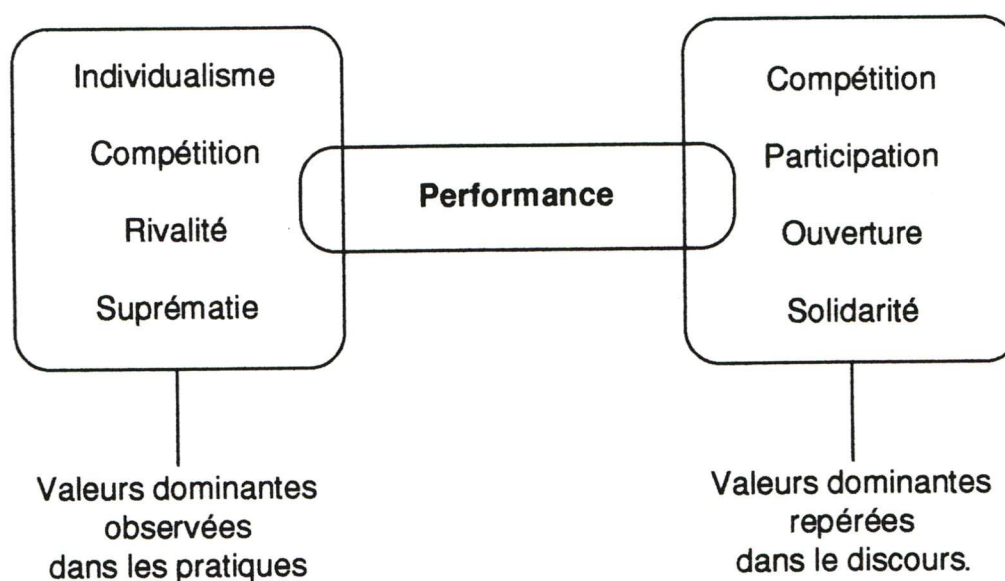 Individualisme
Compétition
Rivalité
Suprématie
Performance
Compétition
Participation
Ouverture
Solidarité
Valeurs dominantes
observées
dans les pratiques
Valeurs dominantes
repérées
dans le discours.